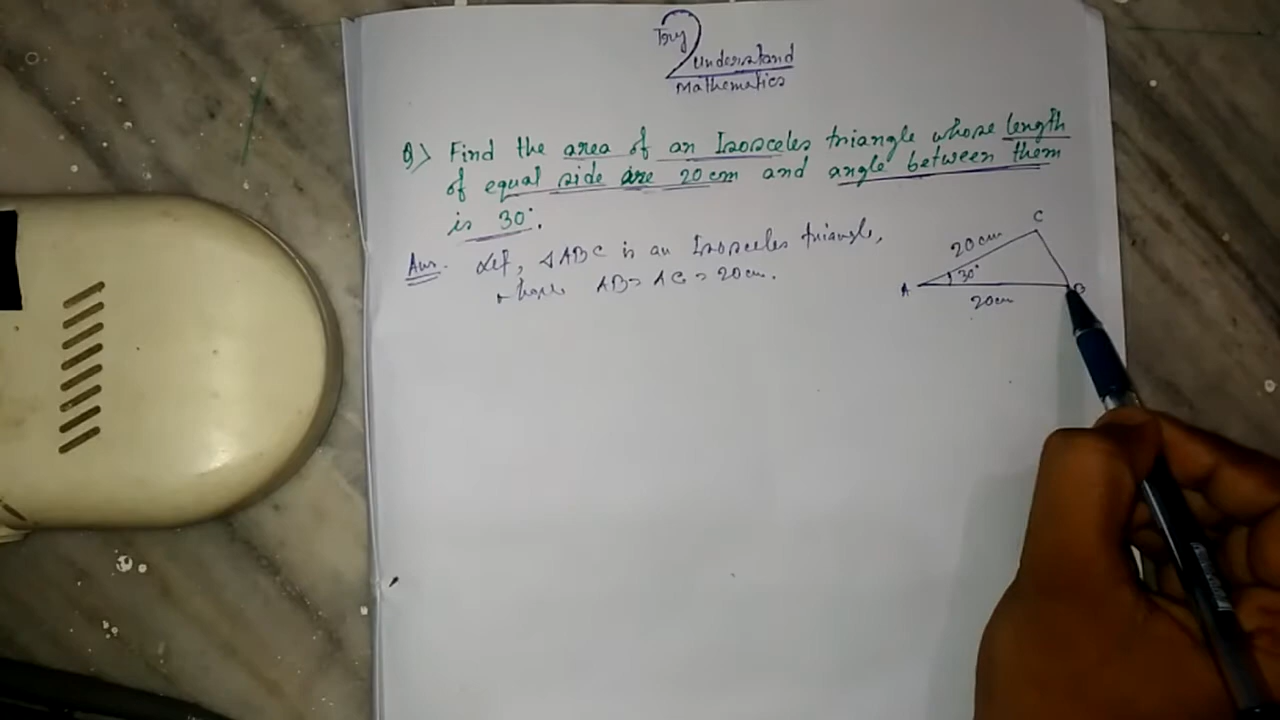 Try 2
Understand
Mathematics
Q> Find the area of an Isosceles triangle whose length
of equal side are 20 cm and angle between them
is 30°.
Ans. Let, ΔABC is an Isosceles triangle,
here AB = AC = 20 cm.
C
20 cm
30°
A
B
20 cm